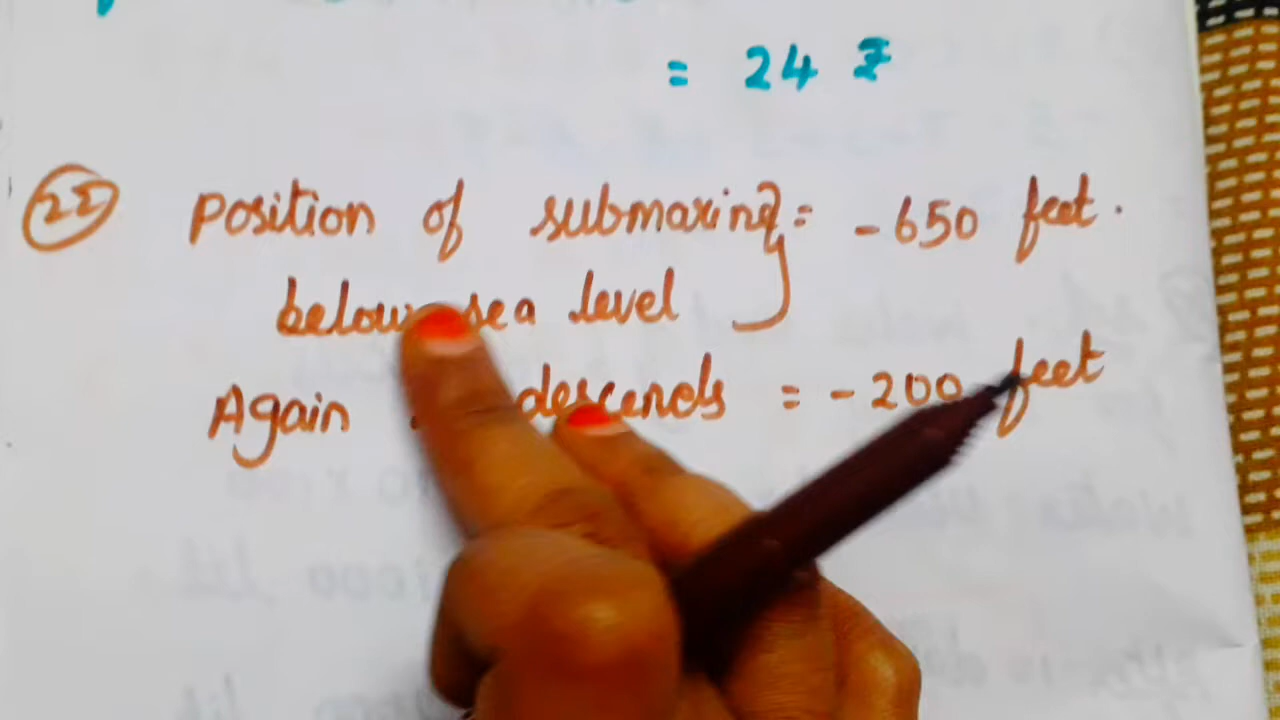 = 24 ₹
22 Position of submarine = -650 feet.
below sea level
Again descends = -200 feet